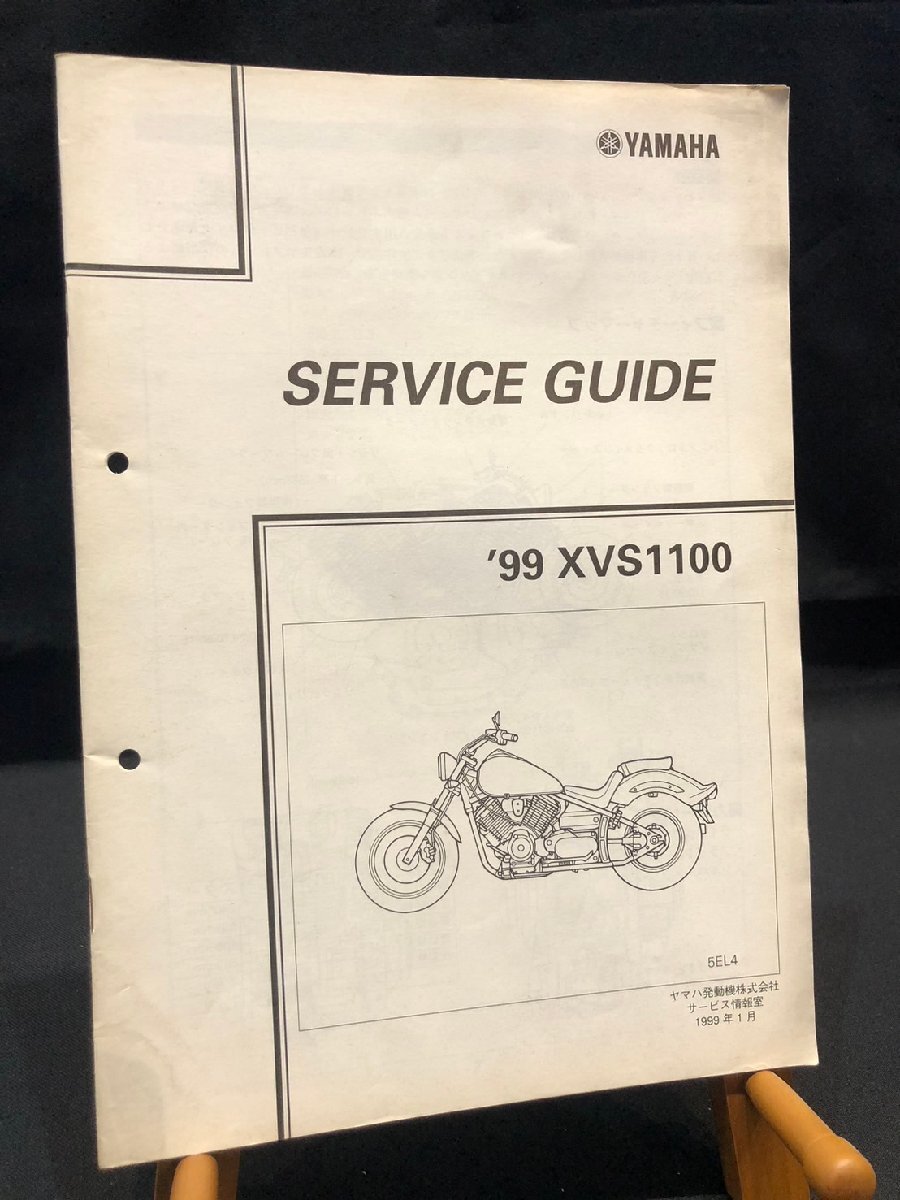 YAMAHA
SERVICE GUIDE
'99 XVS1100
5EL4
ヤマハ発動機株式会社
サービス情報室
1999年1月